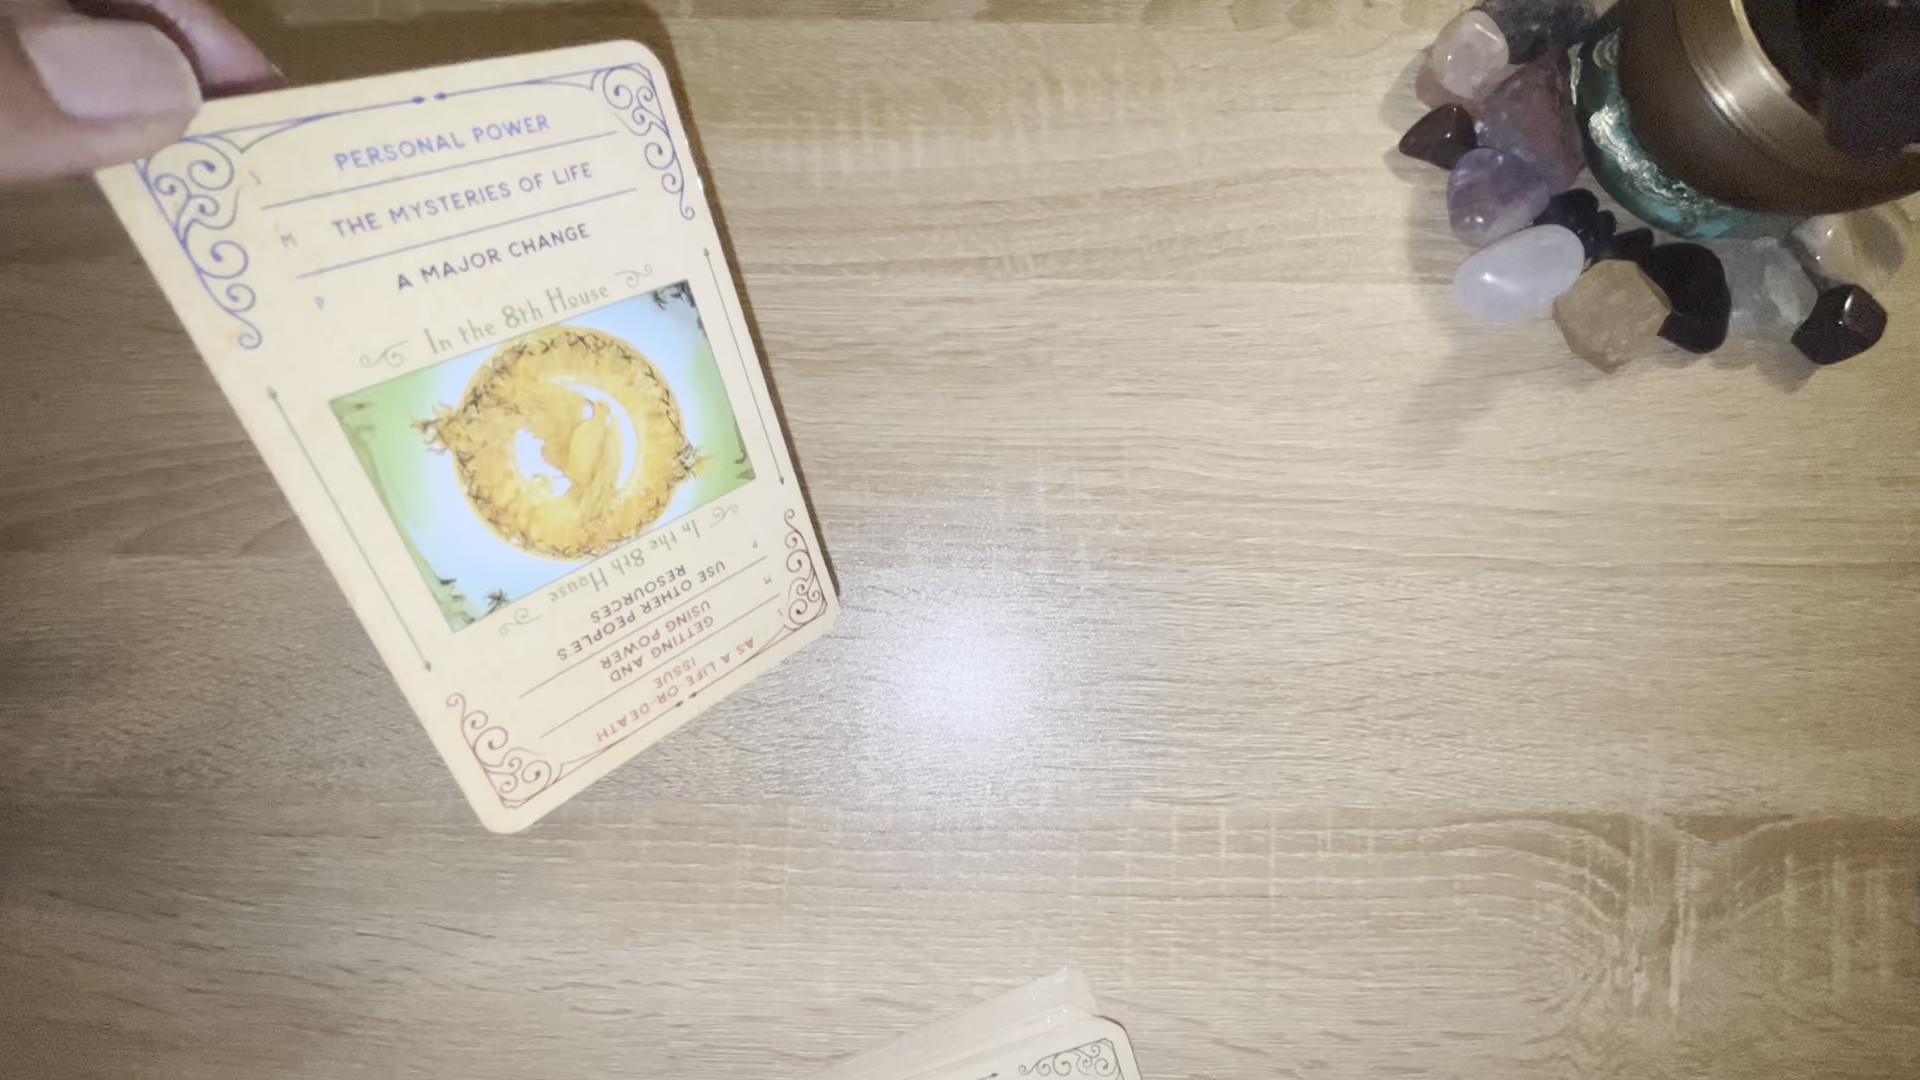 S PERSONAL POWER
M THE MYSTERIES OF LIFE
P A MAJOR CHANGE
In the 8th House
In the 8th House
P USE OTHER PEOPLE'S
RESOURCES
M GETTING AND
USING POWER
S AS A LIFE-OR-DEATH
ISSUE